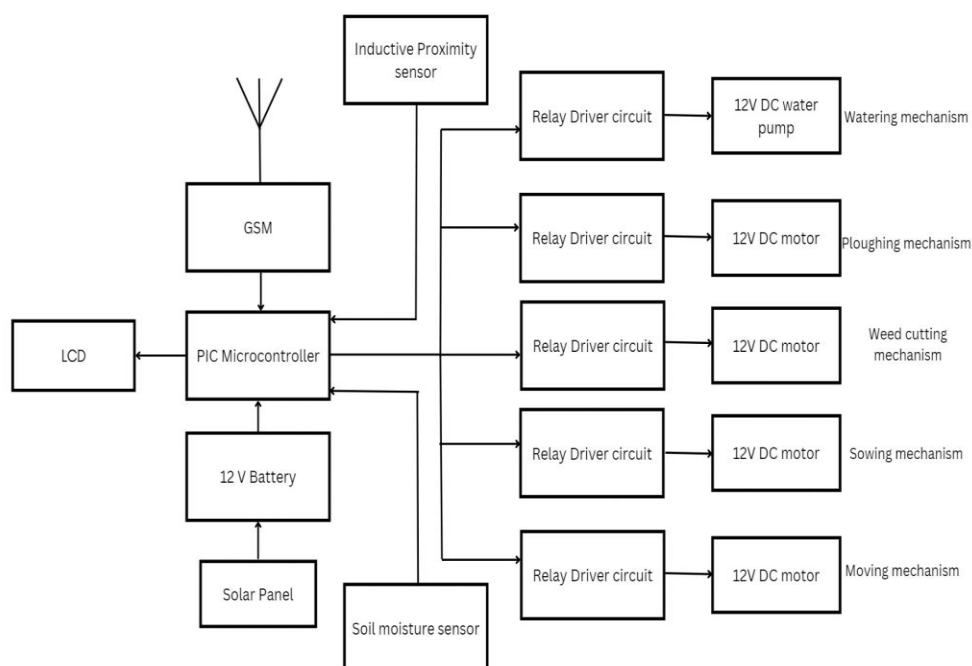 Inductive Proximity
sensor
Relay Driver circuit
12V DC water
pump
Watering mechanism
GSM
Relay Driver circuit
12V DC motor
Ploughing mechanism
LCD
PIC Microcontroller
Relay Driver circuit
12V DC motor
Weed cutting
mechanism
12 V Battery
Relay Driver circuit
12V DC motor
Sowing mechanism
Solar Panel
Relay Driver circuit
12V DC motor
Moving mechanism
Soil moisture sensor